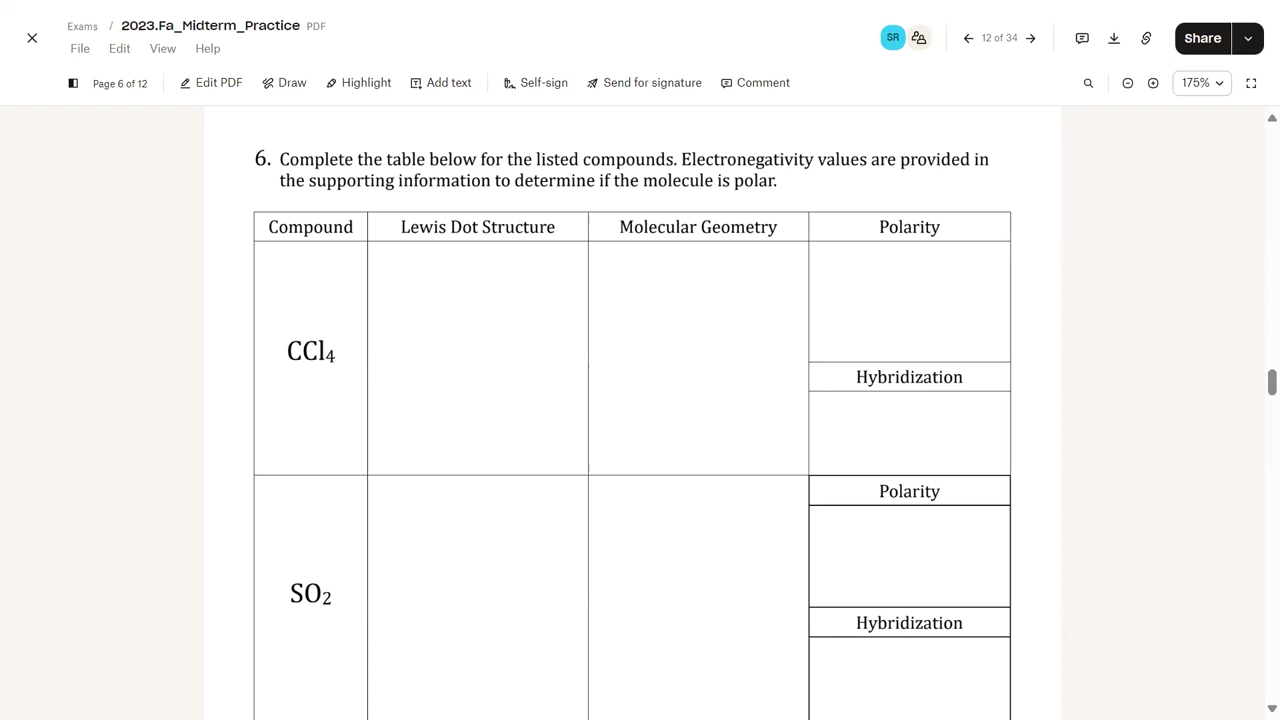 Exams / 2023.Fa_Midterm_Practice PDF
File Edit View Help
SR
12 of 34
Share
Page 6 of 12
Edit PDF
Draw
Highlight
Add text
Self-sign
Send for signature
Comment
175%
6. Complete the table below for the listed compounds. Electronegativity values are provided in
the supporting information to determine if the molecule is polar.
Compound Lewis Dot Structure Molecular Geometry Polarity
CCl₄
Hybridization
Polarity
SO₂
Hybridization